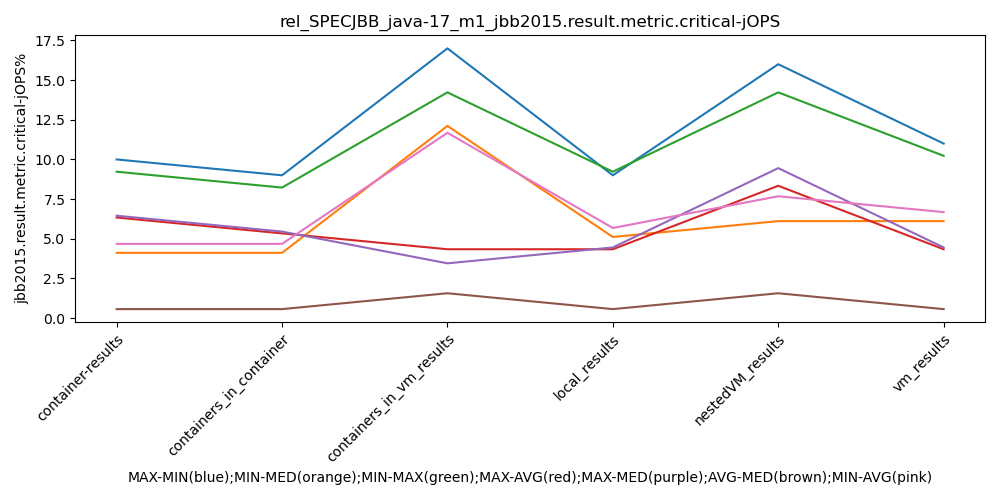 rel_SPECJBB_java-17_m1_jbb2015.result.metric.critical-jOPS
jbb2015.result.metric.critical-jOPS%
17.5
15.0
12.5
10.0
7.5
5.0
2.5
0.0
container-results
containers_in_container
containers_in_vm_results
local_results
nestedVM_results
vm_results
MAX-MIN(blue);MIN-MED(orange);MIN-MAX(green);MAX-AVG(red);MAX-MED(purple);AVG-MED(brown);MIN-AVG(pink)